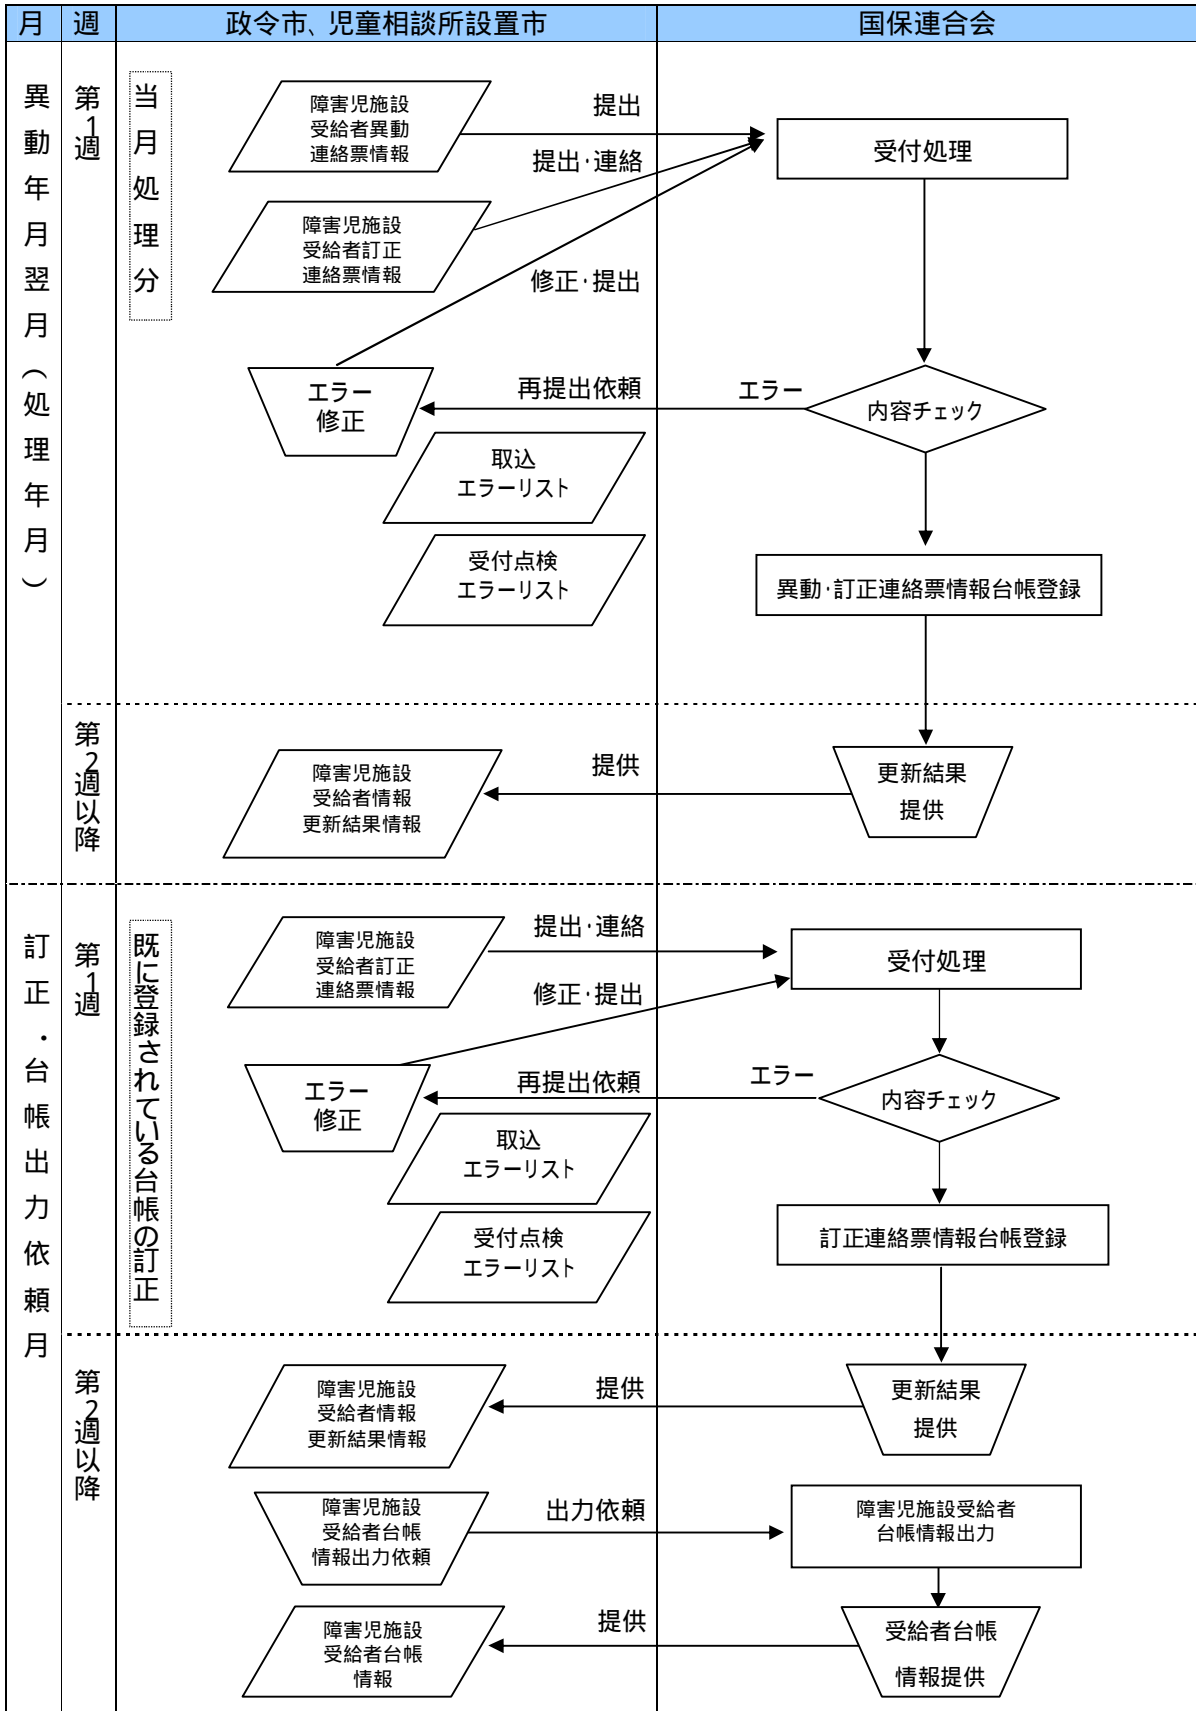 月
週
政令市、児童相談所設置市
国保連合会
異動年月翌月（処理年月）
第1週
当月処理分
障害児施設
受給者異動
連絡票情報
提出
受付処理
提出・連絡
障害児施設
受給者訂正
連絡票情報
修正・提出
エラー
修正
再提出依頼
エラー
内容チェック
取込
エラーリスト
受付点検
エラーリスト
異動・訂正連絡票情報台帳登録
第2週以降
障害児施設
受給者情報
更新結果情報
提供
更新結果
提供
訂正・台帳出力依頼月
第1週
既に登録されている台帳の訂正
障害児施設
受給者訂正
連絡票情報
提出・連絡
受付処理
修正・提出
エラー
修正
再提出依頼
エラー
内容チェック
取込
エラーリスト
受付点検
エラーリスト
訂正連絡票情報台帳登録
第2週以降
障害児施設
受給者情報
更新結果情報
提供
更新結果
提供
障害児施設
受給者台帳
情報出力依頼
出力依頼
障害児施設受給者
台帳情報出力
障害児施設
受給者台帳
情報
提供
受給者台帳
情報提供